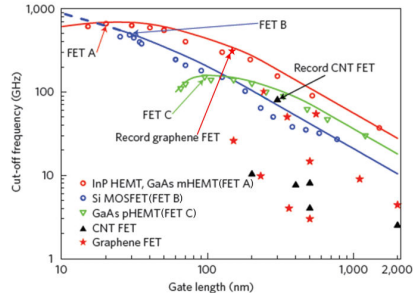 1,000
FET B
FET A
Record CNT FET
100
FET C
Record graphene FET
Cut-off frequency (GHz)
10
InP HEMT, GaAs mHEMT(FET A)
Si MOSFET(FET B)
GaAs pHEMT(FET C)
CNT FET
Graphene FET
1
10
100
1,000
2,000
Gate length (nm)